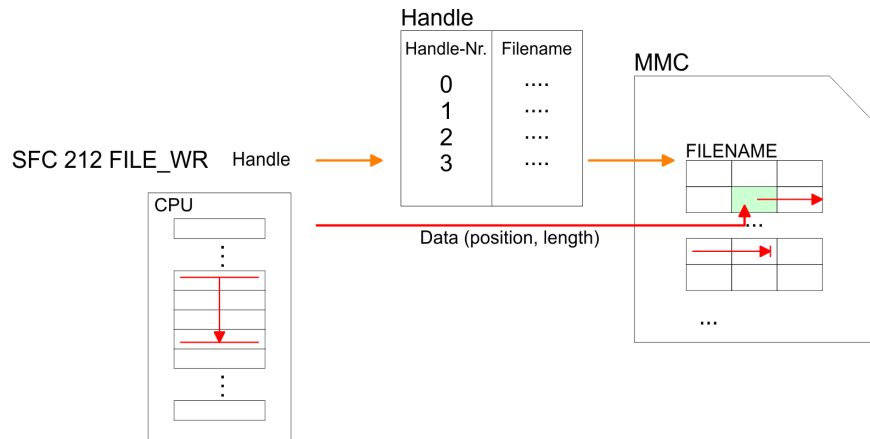 Handle
Handle-Nr. Filename
0 ....
1 ....
2 ....
3 ....
MMC
FILENAME
...
...
SFC 212 FILE_WR Handle
CPU
Data (position, length)